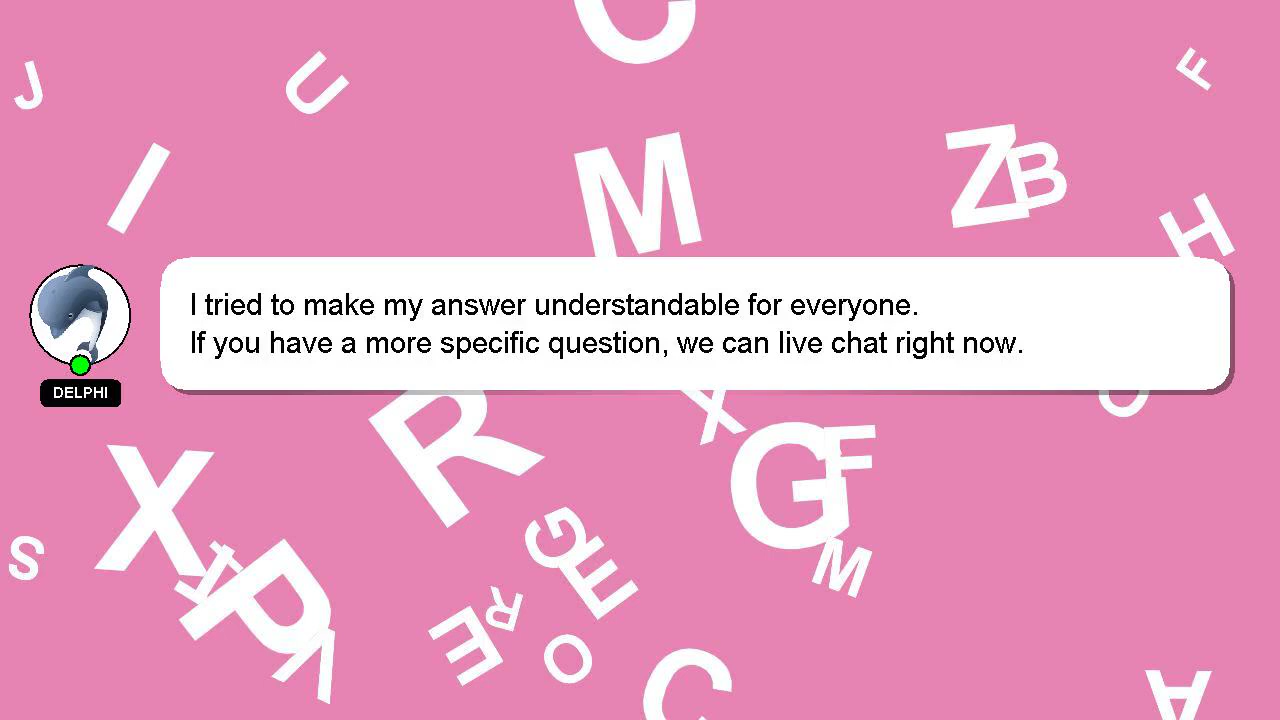 C
J
U
F
I
M
Z
B
H
I tried to make my answer understandable for everyone.
If you have a more specific question, we can live chat right now.
DELPHI
R
X
G
F
X
S
G
E
M
P
R
E
O
V
C
A